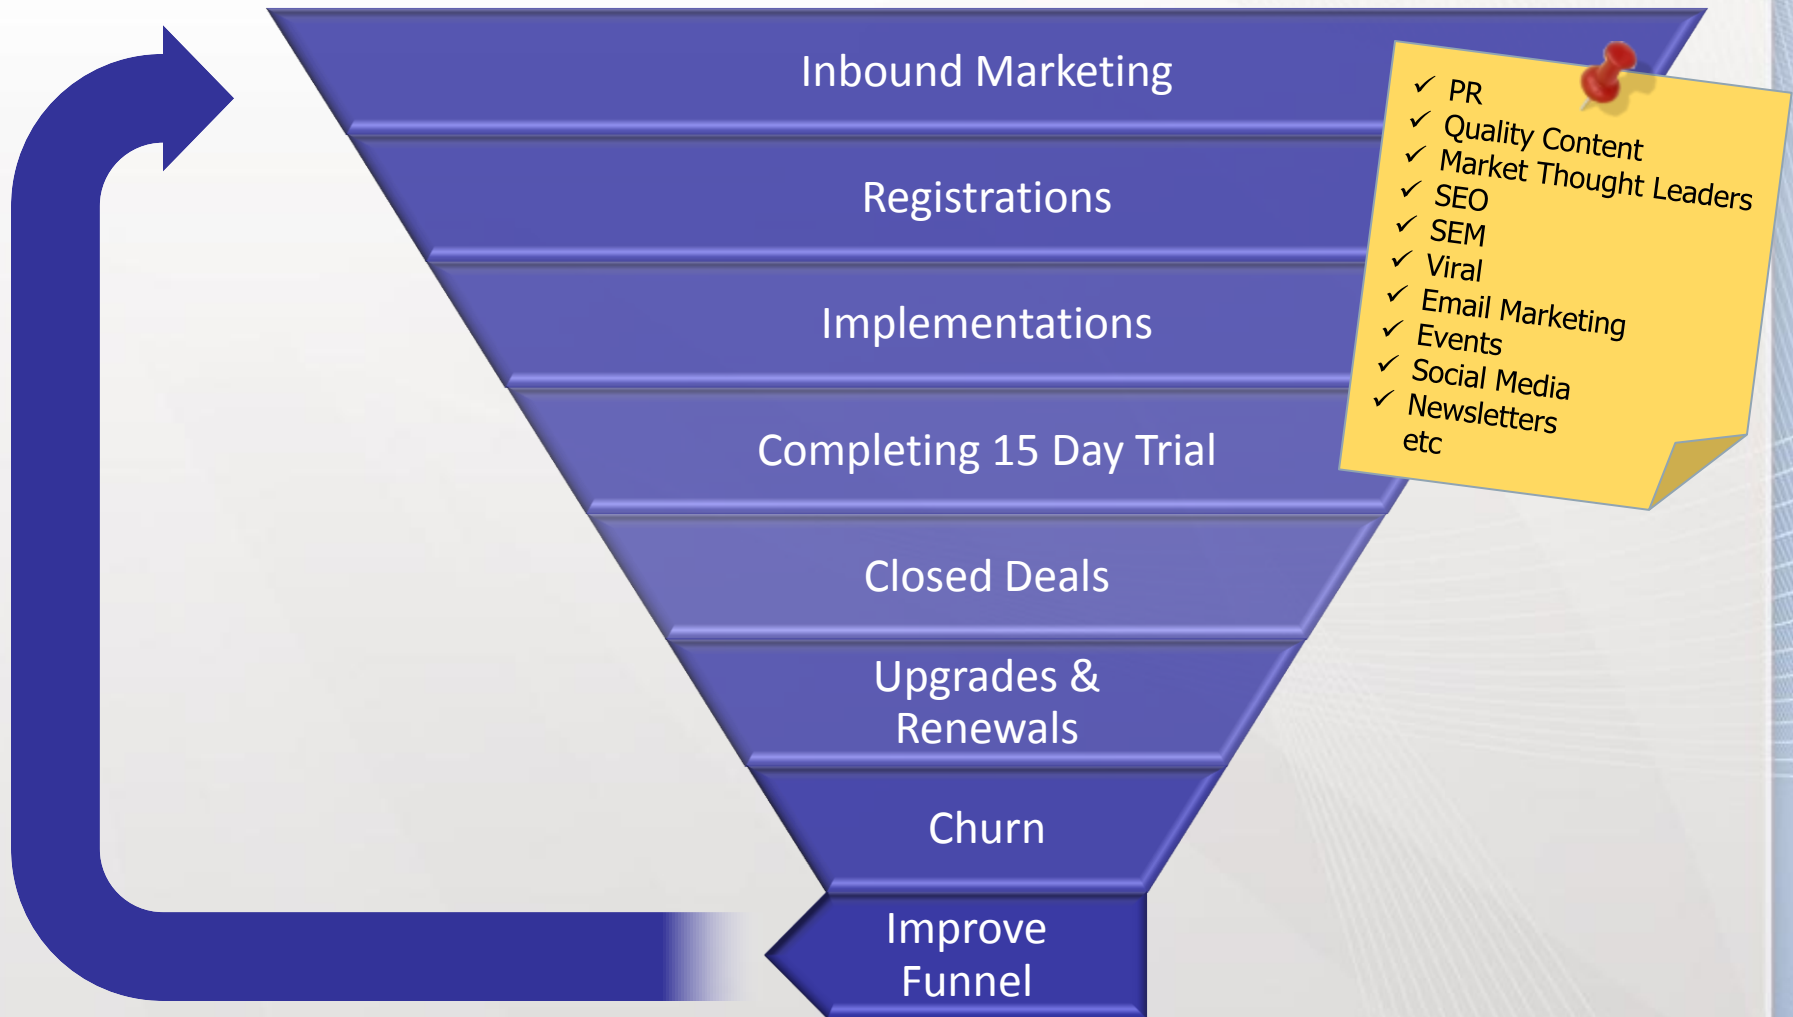 Inbound Marketing
Registrations
Implementations
Completing 15 Day Trial
Closed Deals
Upgrades &
Renewals
Churn
Improve
Funnel
✓ PR
✓ Quality Content
✓ Market Thought Leaders
✓ SEO
✓ SEM
✓ Viral
✓ Email Marketing
✓ Events
✓ Social Media
✓ Newsletters
etc